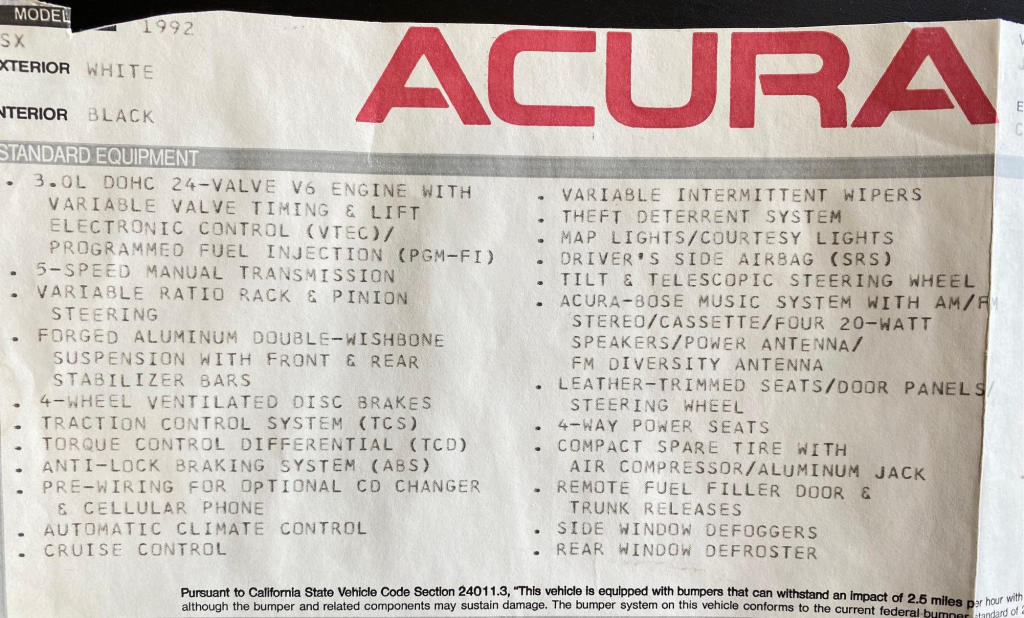 MODEL
1992
SX
ACURA
XTERIOR WHITE
NTERIOR BLACK
STANDARD EQUIPMENT
• 3.0L DOHC 24-VALVE V6 ENGINE WITH
VARIABLE VALVE TIMING & LIFT
ELECTRONIC CONTROL (VTEC)/
PROGRAMMED FUEL INJECTION (PGM-FI)
• 5-SPEED MANUAL TRANSMISSION
• VARIABLE RATIO RACK & PINION
STEERING
• FORGED ALUMINUM DOUBLE-WISHBONE
SUSPENSION WITH FRONT & REAR
STABILIZER BARS
• 4-WHEEL VENTILATED DISC BRAKES
• TRACTION CONTROL SYSTEM (TCS)
• TORQUE CONTROL DIFFERENTIAL (TCD)
• ANTI-LOCK BRAKING SYSTEM (ABS)
• PRE-WIRING FOR OPTIONAL CD CHANGER
& CELLULAR PHONE
• AUTOMATIC CLIMATE CONTROL
• CRUISE CONTROL
• VARIABLE INTERMITTENT WIPERS
• THEFT DETERRENT SYSTEM
• MAP LIGHTS/COURTESY LIGHTS
• DRIVER'S SIDE AIRBAG (SRS)
• TILT & TELESCOPIC STEERING WHEEL
• ACURA-BOSE MUSIC SYSTEM WITH AM/FM
STEREO/CASSETTE/FOUR 20-WATT
SPEAKERS/POWER ANTENNA/
FM DIVERSITY ANTENNA
• LEATHER-TRIMMED SEATS/DOOR PANELS/
STEERING WHEEL
• 4-WAY POWER SEATS
• COMPACT SPARE TIRE WITH
AIR COMPRESSOR/ALUMINUM JACK
• REMOTE FUEL FILLER DOOR &
TRUNK RELEASES
• SIDE WINDOW DEFOGGERS
• REAR WINDOW DEFROSTER
Pursuant to California State Vehicle Code Section 24011.3, "This vehicle is equipped with bumpers that can withstand an impact of 2.5 miles per hour with
although the bumper and related components may sustain damage. The bumper system on this vehicle conforms to the current federal bumper standard of 2